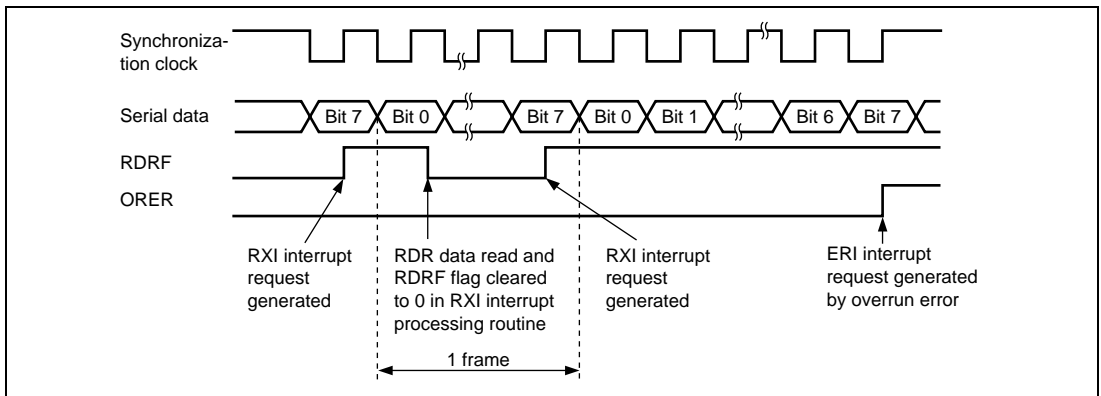 Synchroniza-
tion clock
Serial data
Bit 7 Bit 0 Bit 7 Bit 0 Bit 1 Bit 6 Bit 7
RDRF
ORER
RXI interrupt
request
generated
RDR data read and
RDRF flag cleared
to 0 in RXI interrupt
processing routine
RXI interrupt
request
generated
ERI interrupt
request generated
by overrun error
1 frame